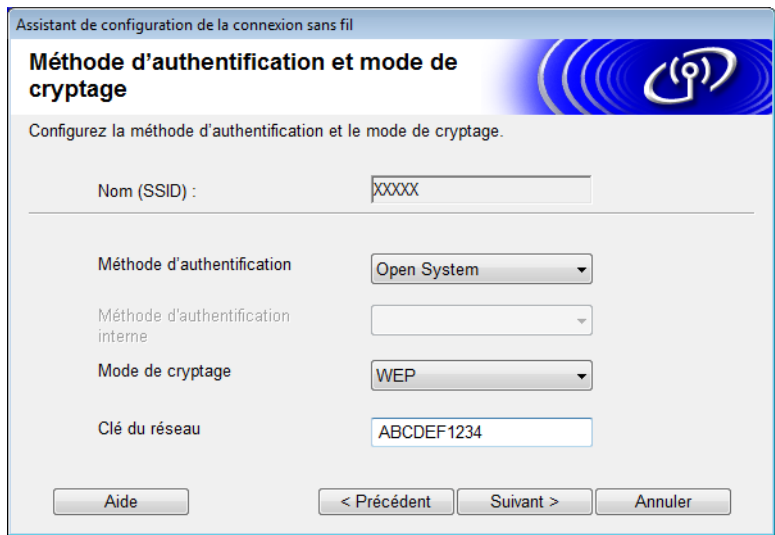 Assistant de configuration de la connexion sans fil
Méthode d'authentification et mode de
cryptage
Configurez la méthode d'authentification et le mode de cryptage.
Nom (SSID) :
XXXXX
Méthode d'authentification
Open System
Méthode d'authentification
interne
Mode de cryptage
WEP
Clé du réseau
ABCDEF1234
Aide
< Précédent
Suivant >
Annuler